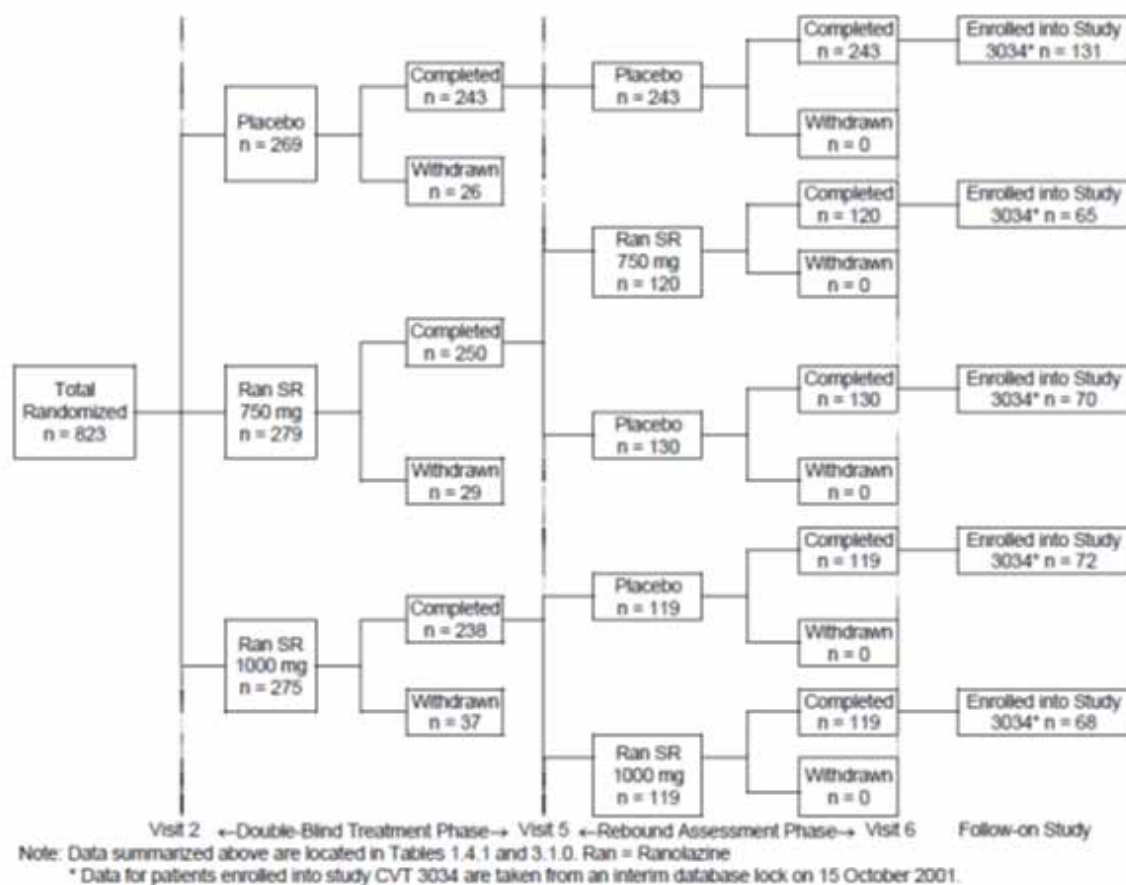 Total
Randomized
n = 823
Placebo
n = 269
Ran SR
750 mg
n = 279
Ran SR
1000 mg
n = 275
Completed
n = 243
Withdrawn
n = 26
Completed
n = 250
Withdrawn
n = 29
Completed
n = 238
Withdrawn
n = 37
Placebo
n = 243
Ran SR
750 mg
n = 120
Placebo
n = 130
Placebo
n = 119
Ran SR
1000 mg
n = 119
Completed
n = 243
Withdrawn
n = 0
Completed
n = 120
Withdrawn
n = 0
Completed
n = 130
Withdrawn
n = 0
Completed
n = 119
Withdrawn
n = 0
Completed
n = 119
Withdrawn
n = 0
Enrolled into Study
3034* n = 131
Enrolled into Study
3034* n = 65
Enrolled into Study
3034* n = 70
Enrolled into Study
3034* n = 72
Enrolled into Study
3034* n = 68
Visit 2 ←Double-Blind Treatment Phase→ Visit 5 ←Rebound Assessment Phase→ Visit 6 Follow-on Study
Note: Data summarized above are located in Tables 1.4.1 and 3.1.0. Ran = Ranolazine
* Data for patients enrolled into study CVT 3034 are taken from an interim database lock on 15 October 2001.